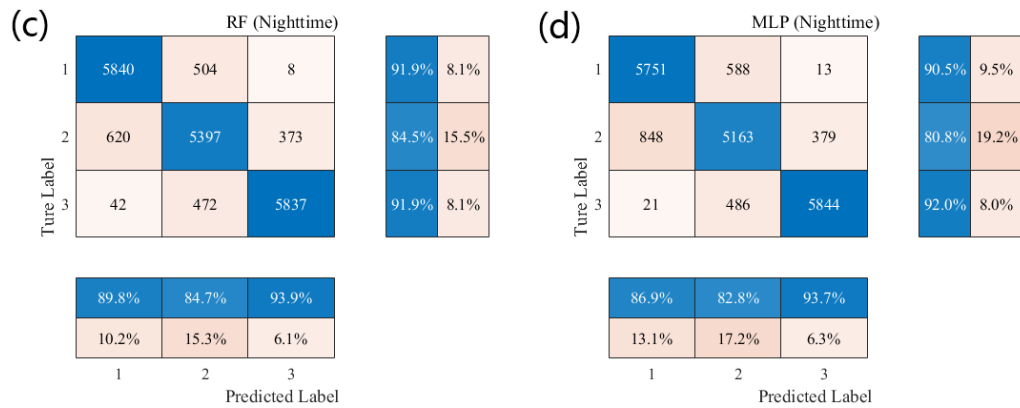 (c)
RF (Nighttime)
1 5840 504 8 91.9% 8.1%
2 620 5397 373 84.5% 15.5%
3 42 472 5837 91.9% 8.1%
Ture Label
89.8% 84.7% 93.9%
10.2% 15.3% 6.1%
1 2 3
Predicted Label
(d)
MLP (Nighttime)
1 5751 588 13 90.5% 9.5%
2 848 5163 379 80.8% 19.2%
3 21 486 5844 92.0% 8.0%
Ture Label
86.9% 82.8% 93.7%
13.1% 17.2% 6.3%
1 2 3
Predicted Label